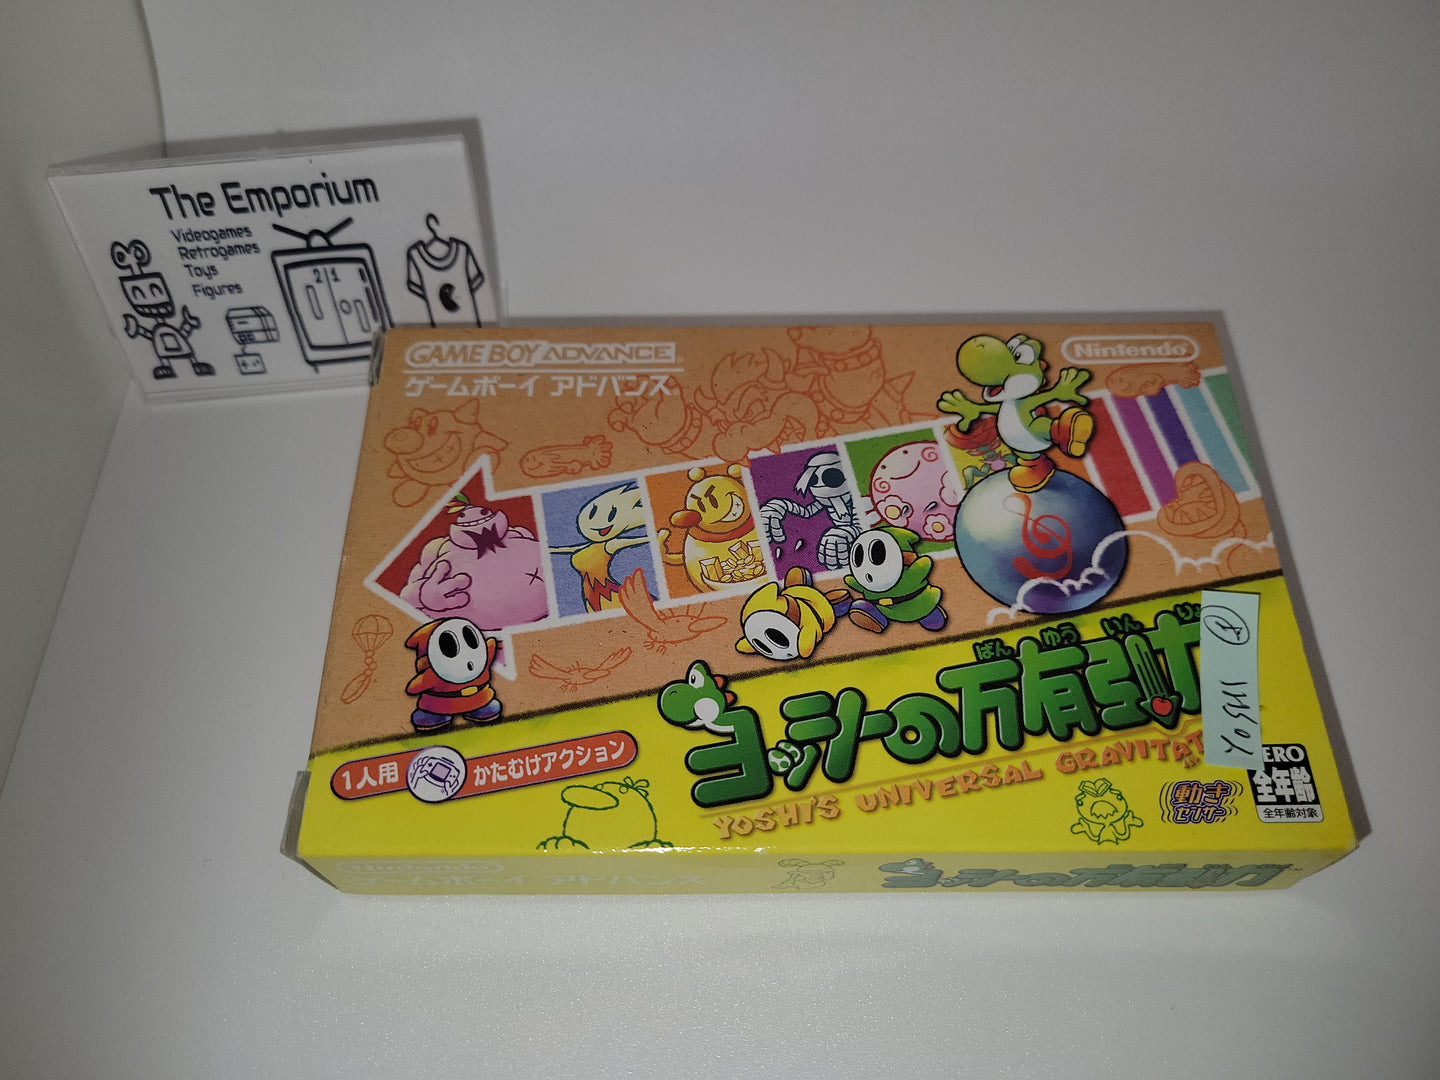 The Emporium
Videogames
Retrogames
Toys
Figures
21
GAME BOY ADVANCE
ゲームボーイ アドバンス
Nintendo
ばん ゆう いん りょ
ヨッシーの万有引力
YOSHI'S UNIVERSAL GRAVITAT
YOSHI
1人用 かたむけアクション
動き
センサー
CERO
全年齢
全年齢対象
Nintendo
ゲームボーイ アドバンス
ヨッシーの万有引力